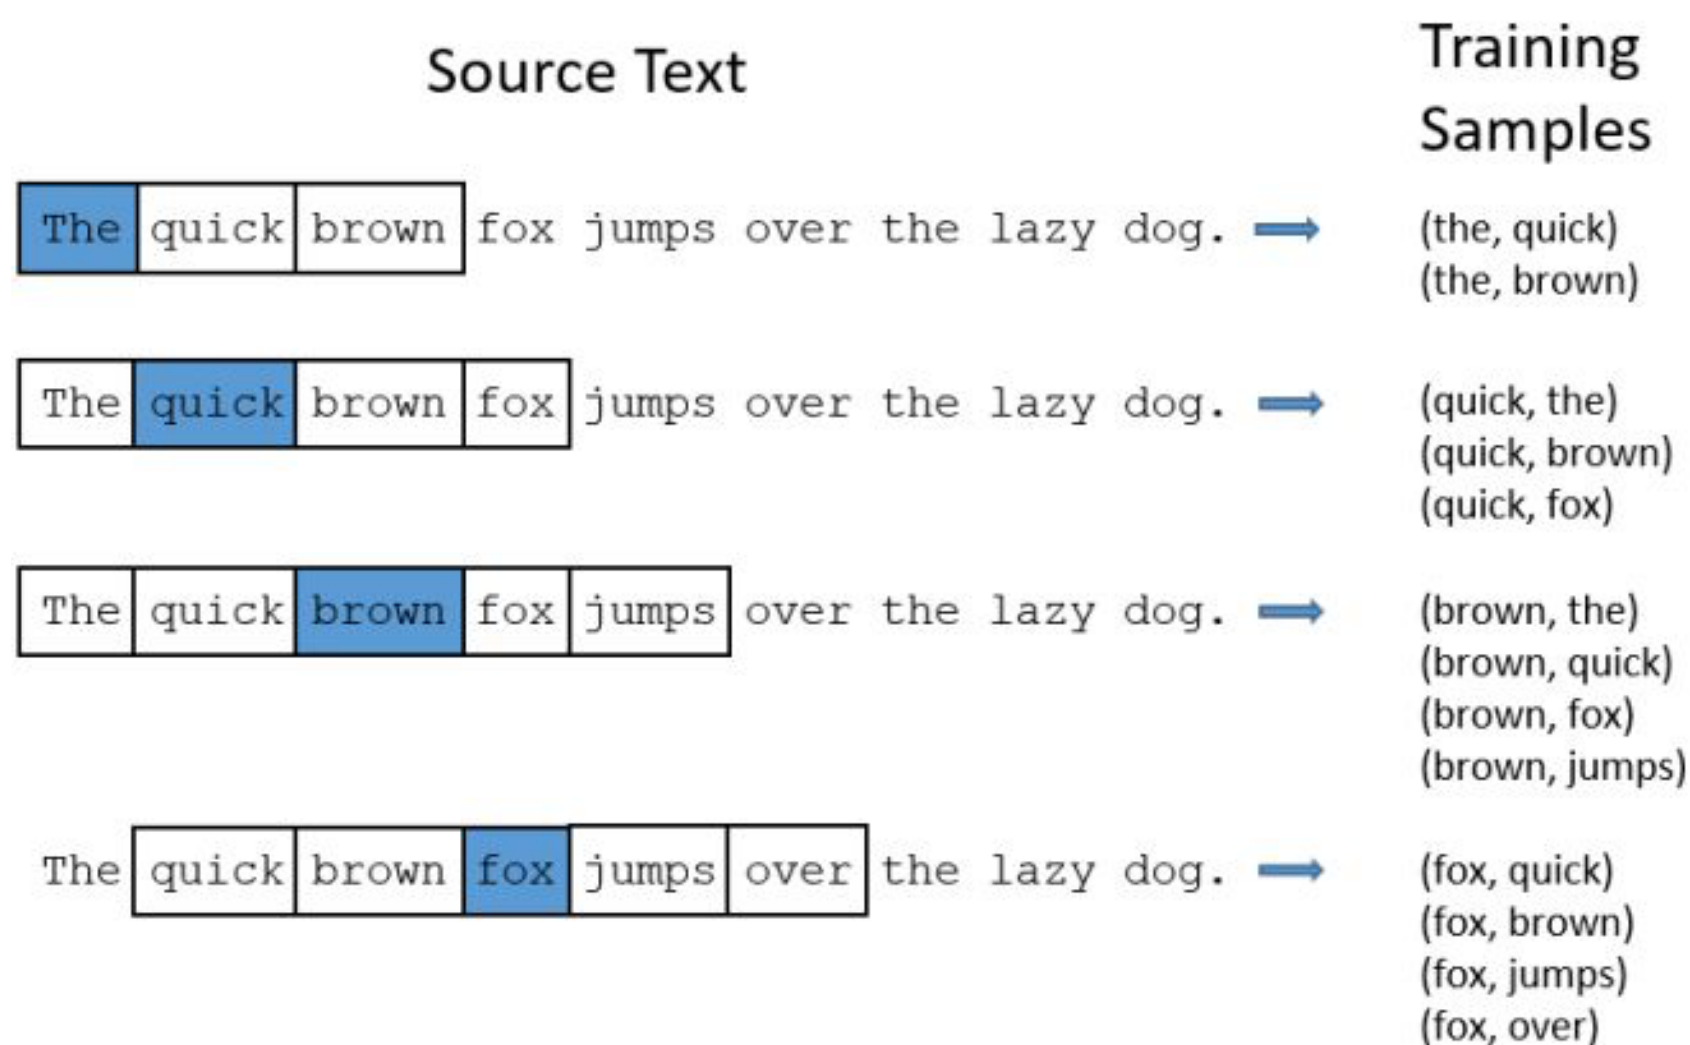 Source Text
Training
Samples
The quick brown fox jumps over the lazy dog.
(the, quick)
(the, brown)
The quick brown fox jumps over the lazy dog.
(quick, the)
(quick, brown)
(quick, fox)
The quick brown fox jumps over the lazy dog.
(brown, the)
(brown, quick)
(brown, fox)
(brown, jumps)
The quick brown fox jumps over the lazy dog.
(fox, quick)
(fox, brown)
(fox, jumps)
(fox, over)